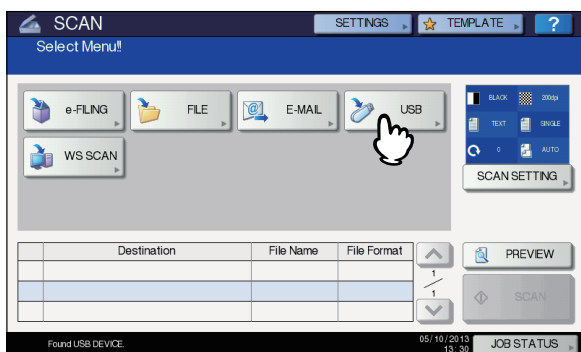 SCAN
SETTINGS
TEMPLATE
?
Select Menu!!
e-FILING
FILE
E-MAIL
USB
WS SCAN
BLACK
200dpi
TEXT
SINGLE
0
AUTO
SCAN SETTING
Destination
File Name
File Format
1
1
PREVIEW
SCAN
Found USB DEVICE.
05/10/2013
13:30
JOB STATUS